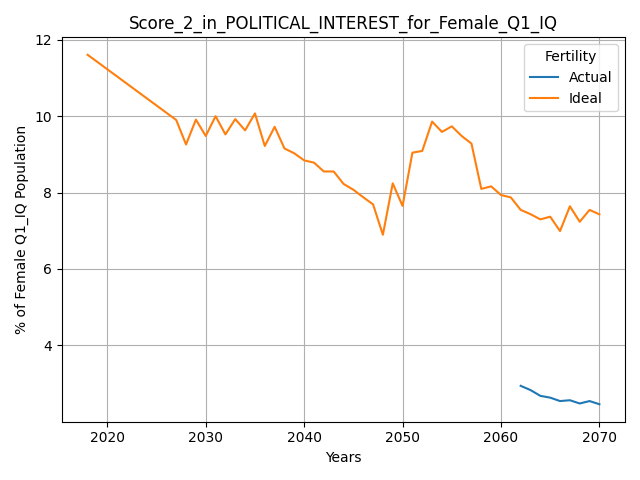 Score_2_in_POLITICAL_INTEREST_for_Female_Q1_IQ
% of Female Q1_IQ Population
12
10
8
6
4
Fertility
Actual
Ideal
2020 2030 2040 2050 2060 2070
Years